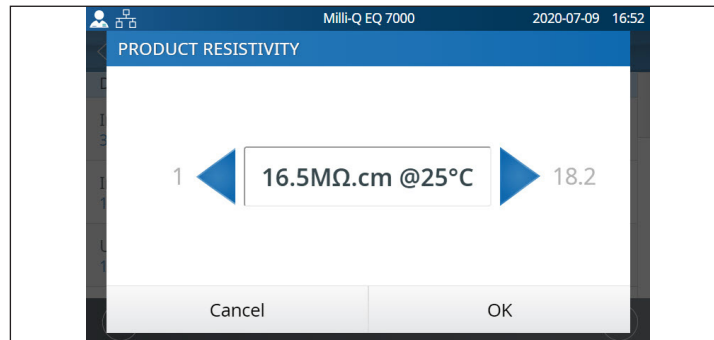 Milli-Q EQ 7000 2020-07-09 16:52
PRODUCT RESISTIVITY
1 16.5MΩ.cm @25°C 18.2
Cancel OK